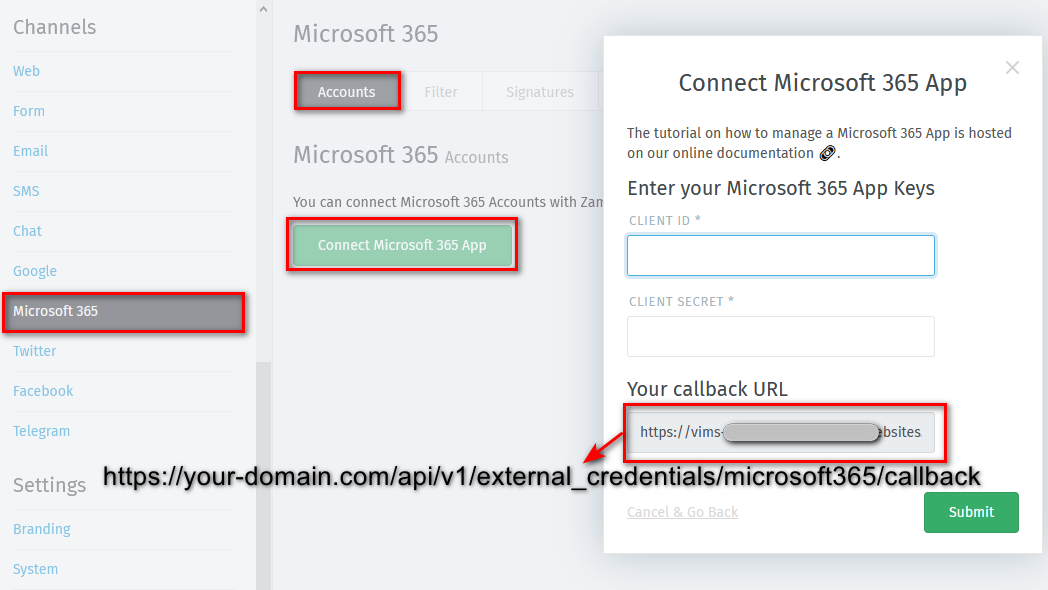 Channels
Web
Form
Email
SMS
Chat
Google
Microsoft 365
Twitter
Facebook
Telegram
Settings
Branding
System
Microsoft 365
Accounts
Filter
Signatures
Microsoft 365 Accounts
You can connect Microsoft 365 Accounts with Zam
Connect Microsoft 365 App
Connect Microsoft 365 App
The tutorial on how to manage a Microsoft 365 App is hosted
on our online documentation .
Enter your Microsoft 365 App Keys
CLIENT ID *
CLIENT SECRET *
Your callback URL
https://vims- ebsites.
https://your-domain.com/api/v1/external_credentials/microsoft365/callback
Cancel & Go Back
Submit